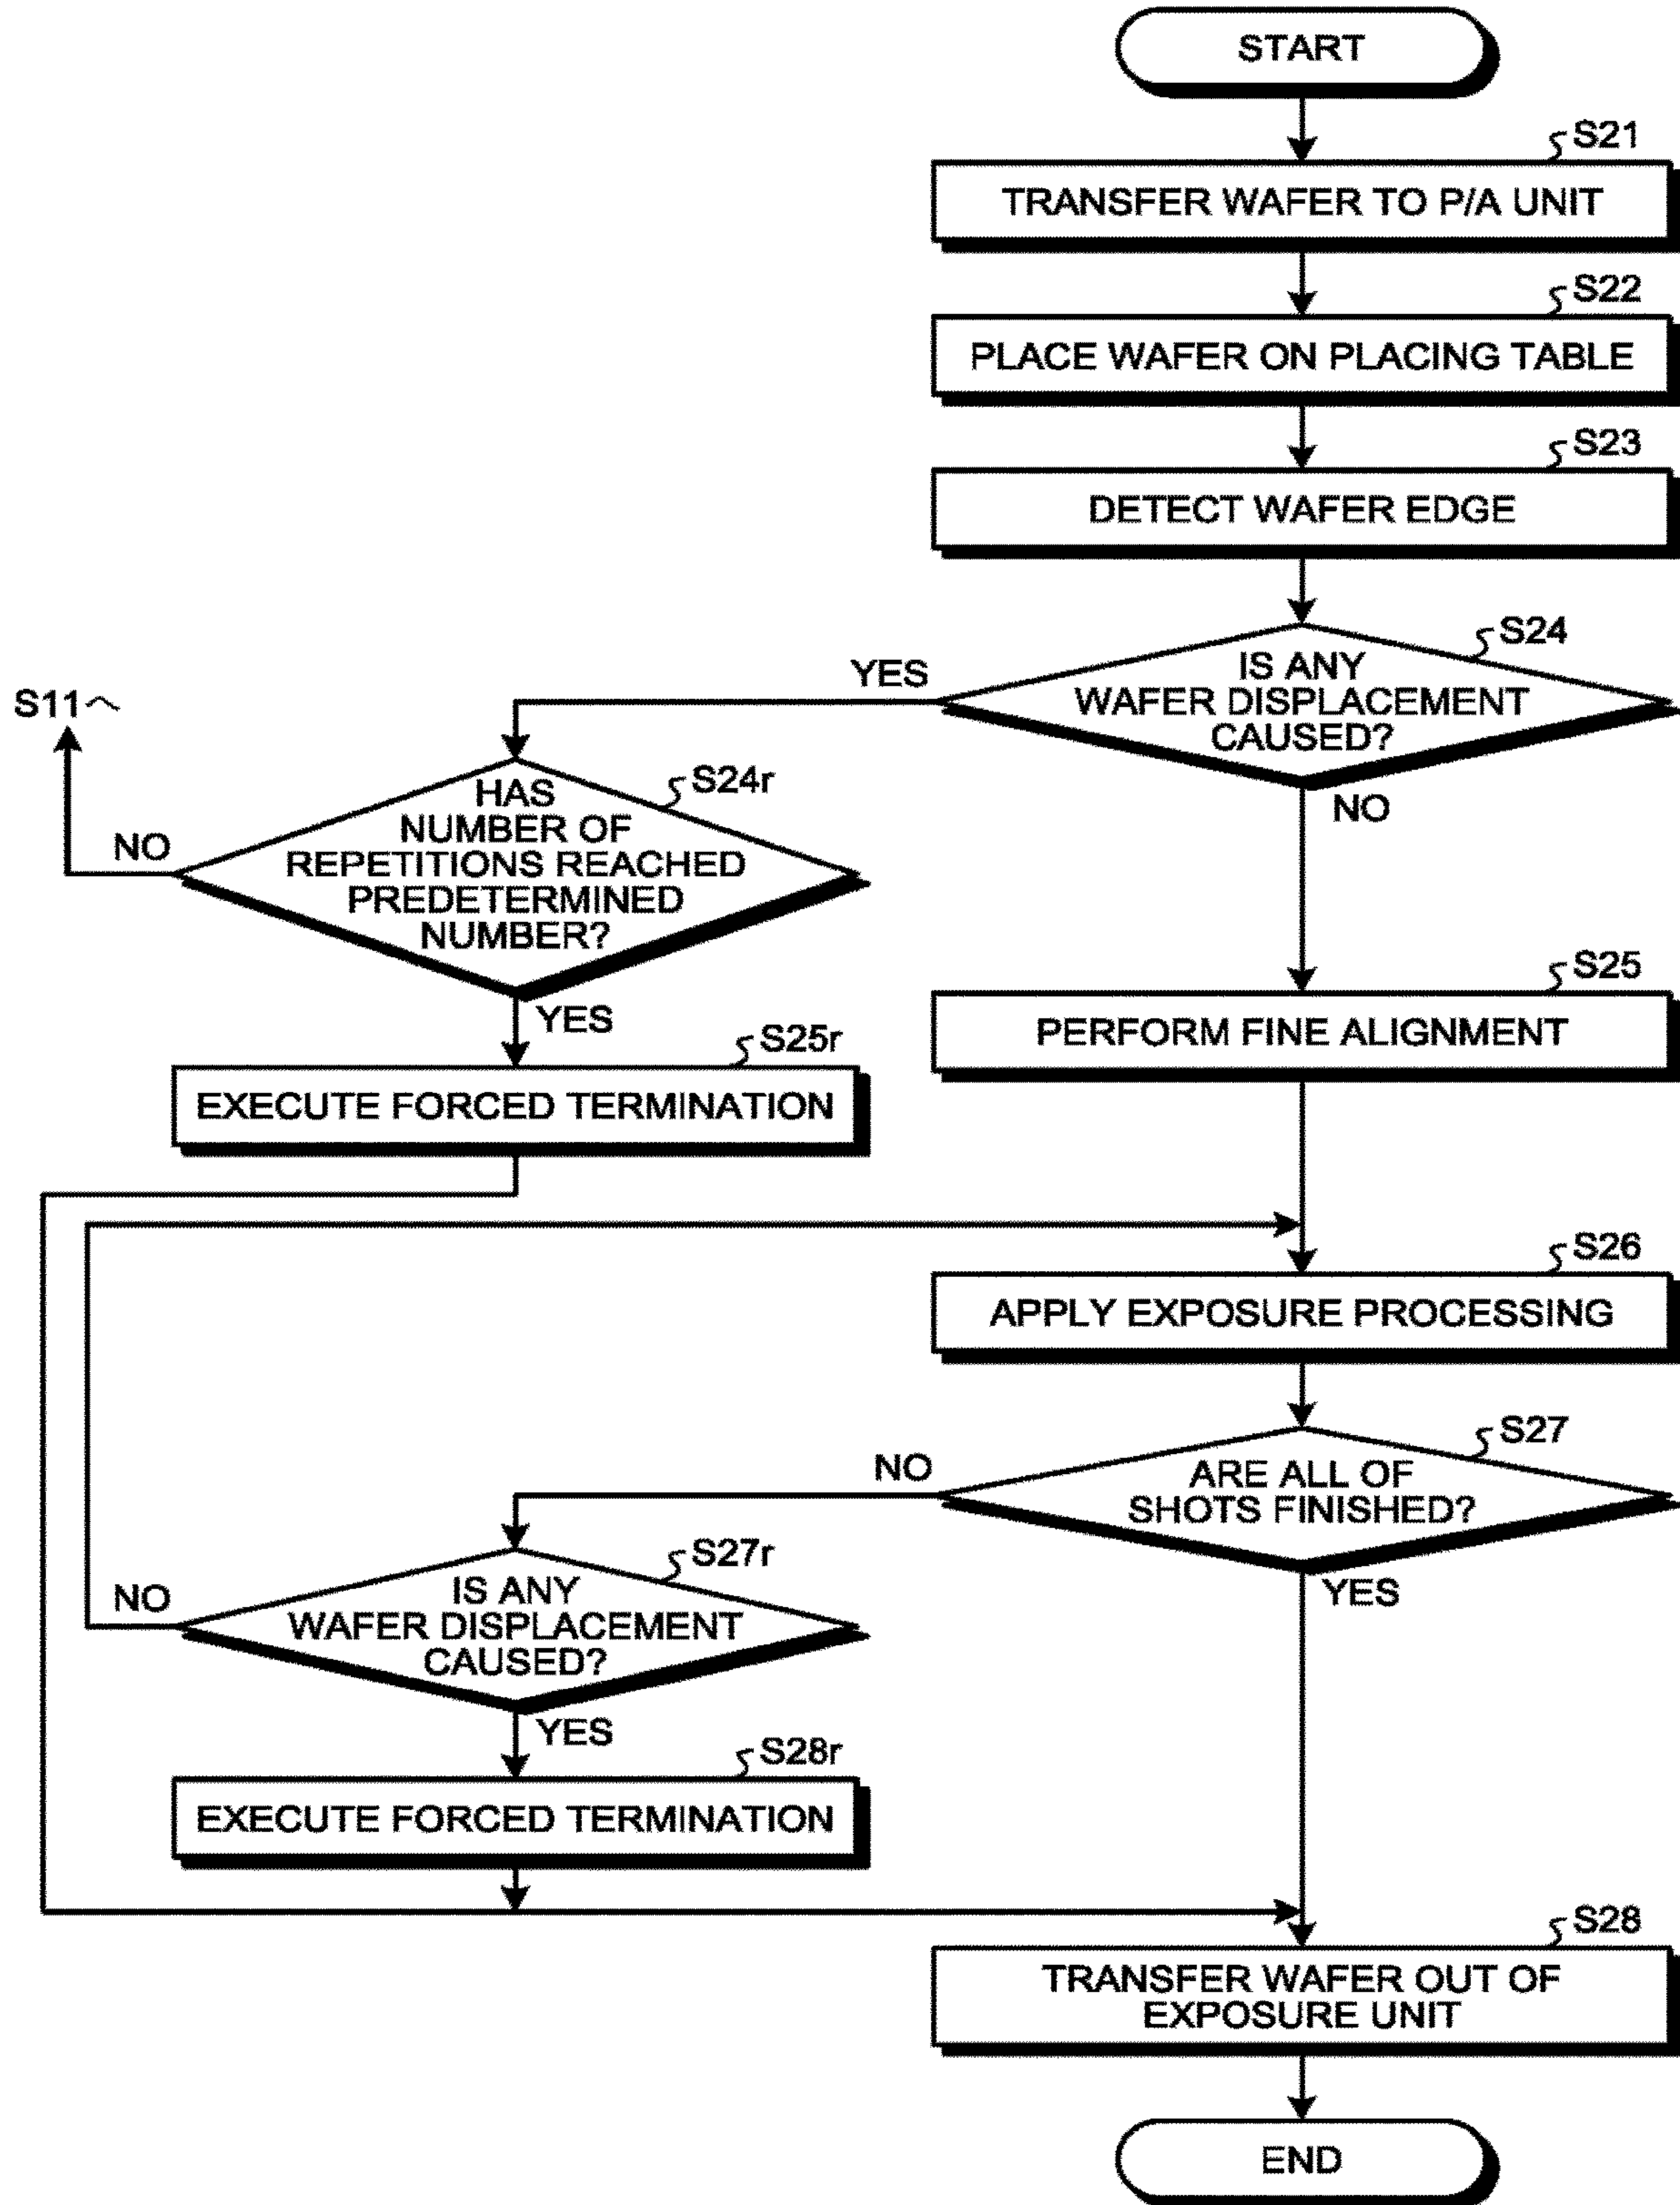 START
S21
TRANSFER WAFER TO P/A UNIT
S22
PLACE WAFER ON PLACING TABLE
S23
DETECT WAFER EDGE
S24
IS ANY
WAFER DISPLACEMENT
CAUSED?
YES
NO
S11
S24r
HAS
NUMBER OF
REPETITIONS REACHED
PREDETERMINED
NUMBER?
NO
YES
S25r
EXECUTE FORCED TERMINATION
S25
PERFORM FINE ALIGNMENT
S26
APPLY EXPOSURE PROCESSING
S27
ARE ALL OF
SHOTS FINISHED?
NO
YES
S27r
IS ANY
WAFER DISPLACEMENT
CAUSED?
NO
YES
S28r
EXECUTE FORCED TERMINATION
S28
TRANSFER WAFER OUT OF
EXPOSURE UNIT
END